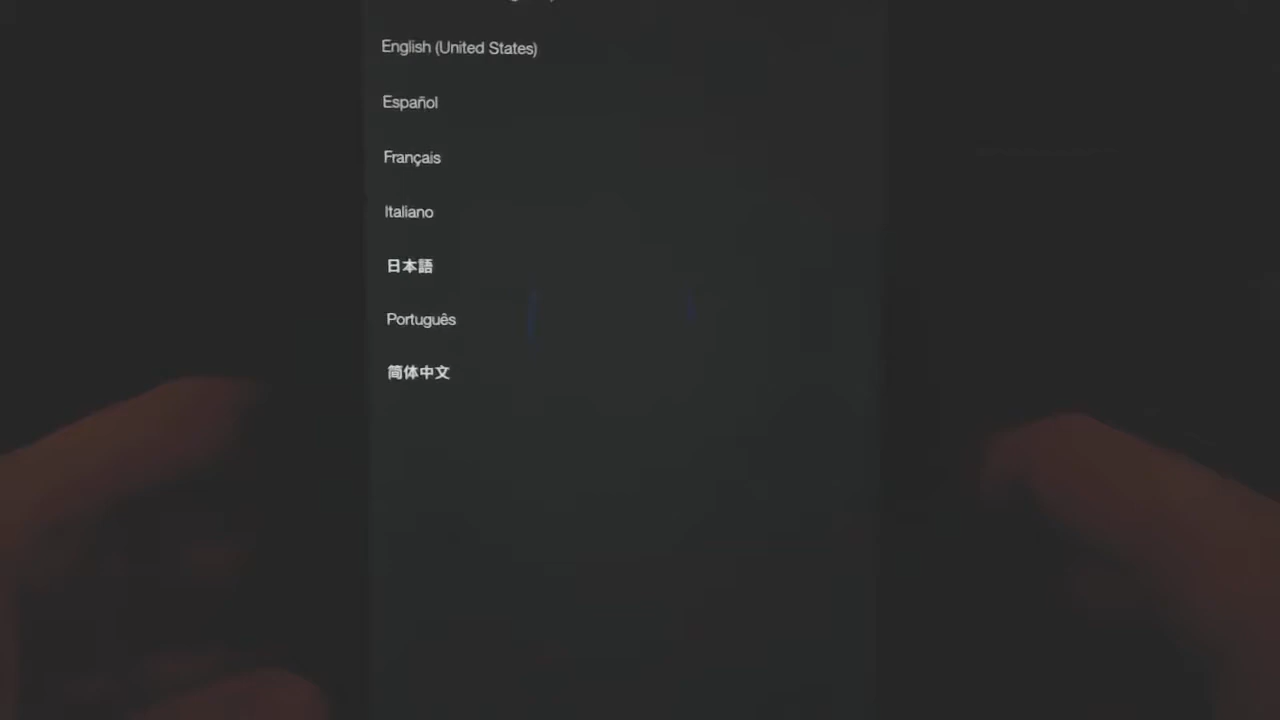 English (United States)
Español
Français
Italiano
日本語
Português
简体中文